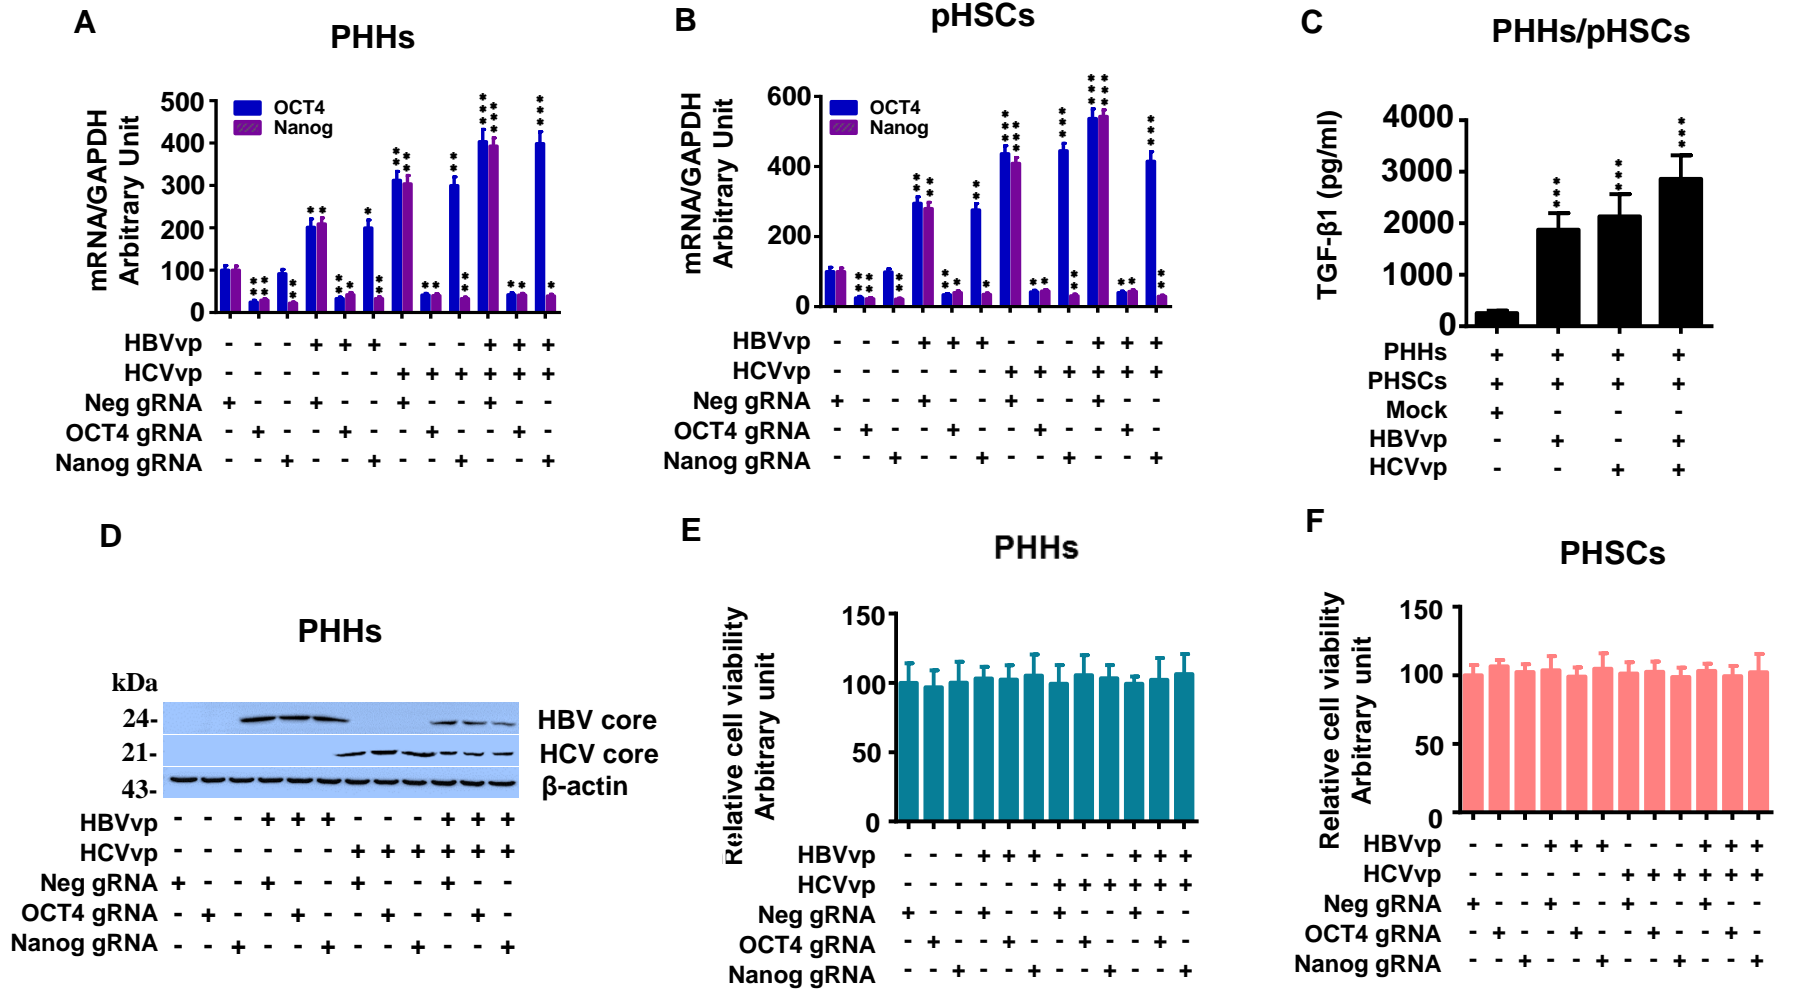 A
PHHs
mRNA/GAPDH
Arbitrary Unit
500
400
300
200
100
0
OCT4
Nanog
** ** ** * * ** * * ** ** ** * * ** ** *** *** * * *** *
HBVvp - - - + + + - - - + + +
HCVvp - - - - - - + + + + + +
Neg gRNA + - - + - - + - - + - -
OCT4 gRNA - + - - + - - + - - + -
Nanog gRNA - - + - - + - - + - - +
B
pHSCs
mRNA/GAPDH
Arbitrary Unit
600
400
200
0
OCT4
Nanog
** ** ** ** ** ** * ** * *** *** * * *** ** *** *** * * *** **
HBVvp - - - + + + - - - + + +
HCVvp - - - - - - + + + + + +
Neg gRNA + - - + - - + - - + - -
OCT4 gRNA - + - - + - - + - - + -
Nanog gRNA - - + - - + - - + - - +
C
PHHs/pHSCs
TGF-β1 (pg/ml)
4000
3000
2000
1000
0
*** *** ***
PHHs + + + +
PHSCs + + + +
Mock + - - -
HBVvp - + - +
HCVvp - - + +
D
PHHs
kDa
24- HBV core
21- HCV core
43- β-actin
HBVvp - - - + + + - - - + + +
HCVvp - - - - - - + + + + + +
Neg gRNA + - - + - - + - - + - -
OCT4 gRNA - + - - + - - + - - + -
Nanog gRNA - - + - - + - - + - - +
E
PHHs
Relative cell viability
Arbitrary unit
150
100
50
0
HBVvp - - - + + + - - - + + +
HCVvp - - - - - - + + + + + +
Neg gRNA + - - + - - + - - + - -
OCT4 gRNA - + - - + - - + - - + -
Nanog gRNA - - + - - + - - + - - +
F
PHSCs
Relative cell viability
Arbitrary unit
150
100
50
0
HBVvp - - - + + + - - - + + +
HCVvp - - - - - - + + + + + +
Neg gRNA + - - + - - + - - + - -
OCT4 gRNA - + - - + - - + - - + -
Nanog gRNA - - + - - + - - + - - +